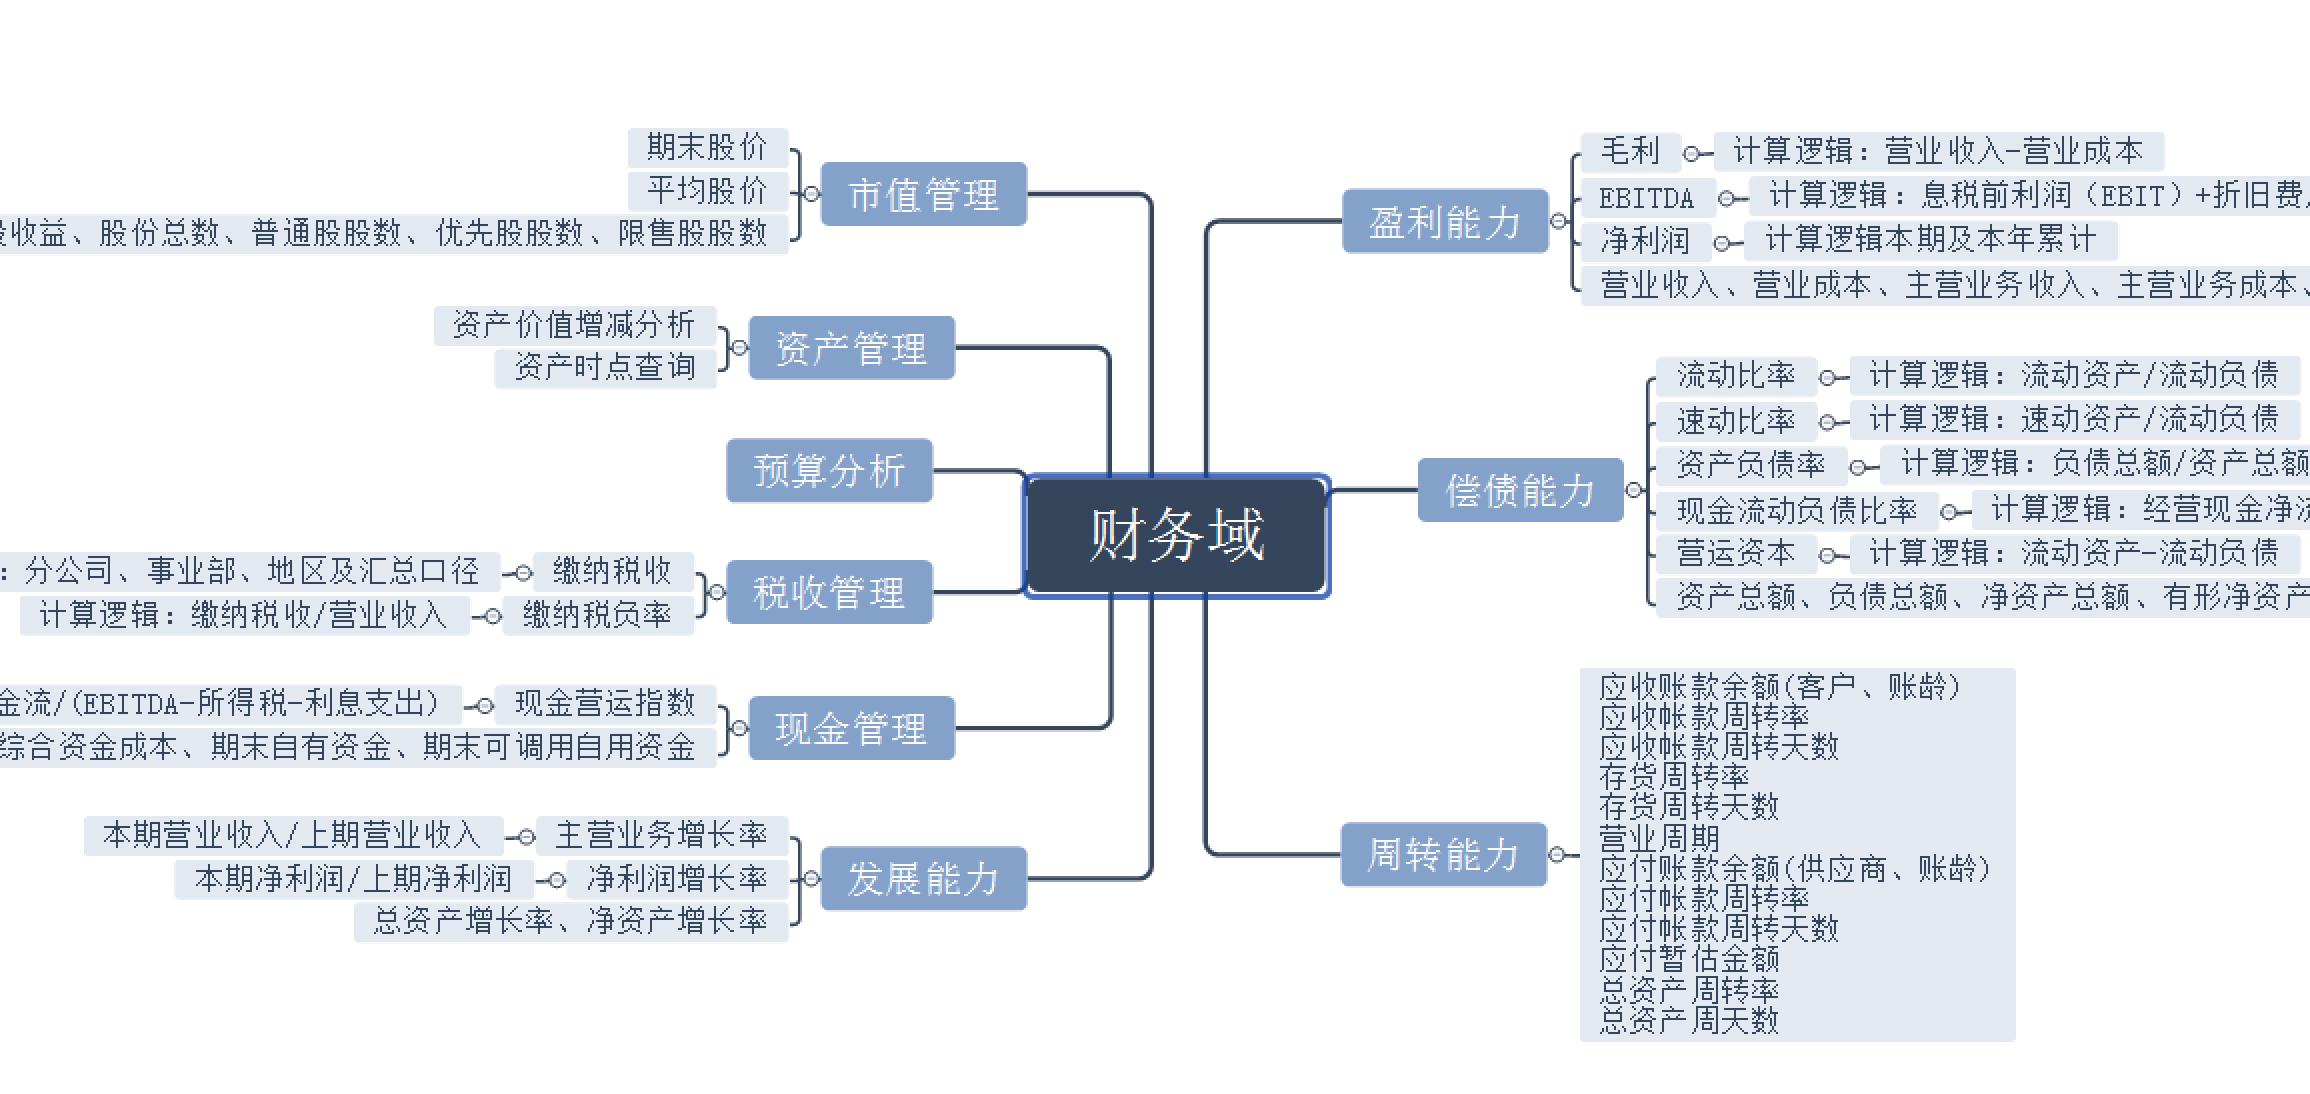 财务域
市值管理
期末股价
平均股价
收益、股份总数、普通股股数、优先股股数、限售股股数
资产管理
资产价值增减分析
资产时点查询
预算分析
税收管理
缴纳税收
：分公司、事业部、地区及汇总口径
缴纳税负率
计算逻辑：缴纳税收/营业收入
现金管理
现金营运指数
金流/(EBITDA-所得税-利息支出)
综合资金成本、期末自有资金、期末可调用自用资金
发展能力
主营业务增长率
本期营业收入/上期营业收入
净利润增长率
本期净利润/上期净利润
总资产增长率、净资产增长率
盈利能力
毛利
计算逻辑：营业收入-营业成本
EBITDA
计算逻辑：息税前利润（EBIT）+折旧费
净利润
计算逻辑本期及本年累计
营业收入、营业成本、主营业务收入、主营业务成本、
偿债能力
流动比率
计算逻辑：流动资产/流动负债
速动比率
计算逻辑：速动资产/流动负债
资产负债率
计算逻辑：负债总额/资产总额
现金流动负债比率
计算逻辑：经营现金净流
营运资本
计算逻辑：流动资产-流动负债
资产总额、负债总额、净资产总额、有形净资产
周转能力
应收账款余额(客户、账龄)
应收帐款周转率
应收帐款周转天数
存货周转率
存货周转天数
营业周期
应付账款余额(供应商、账龄)
应付帐款周转率
应付帐款周转天数
应付暂估金额
总资产周转率
总资产周天数